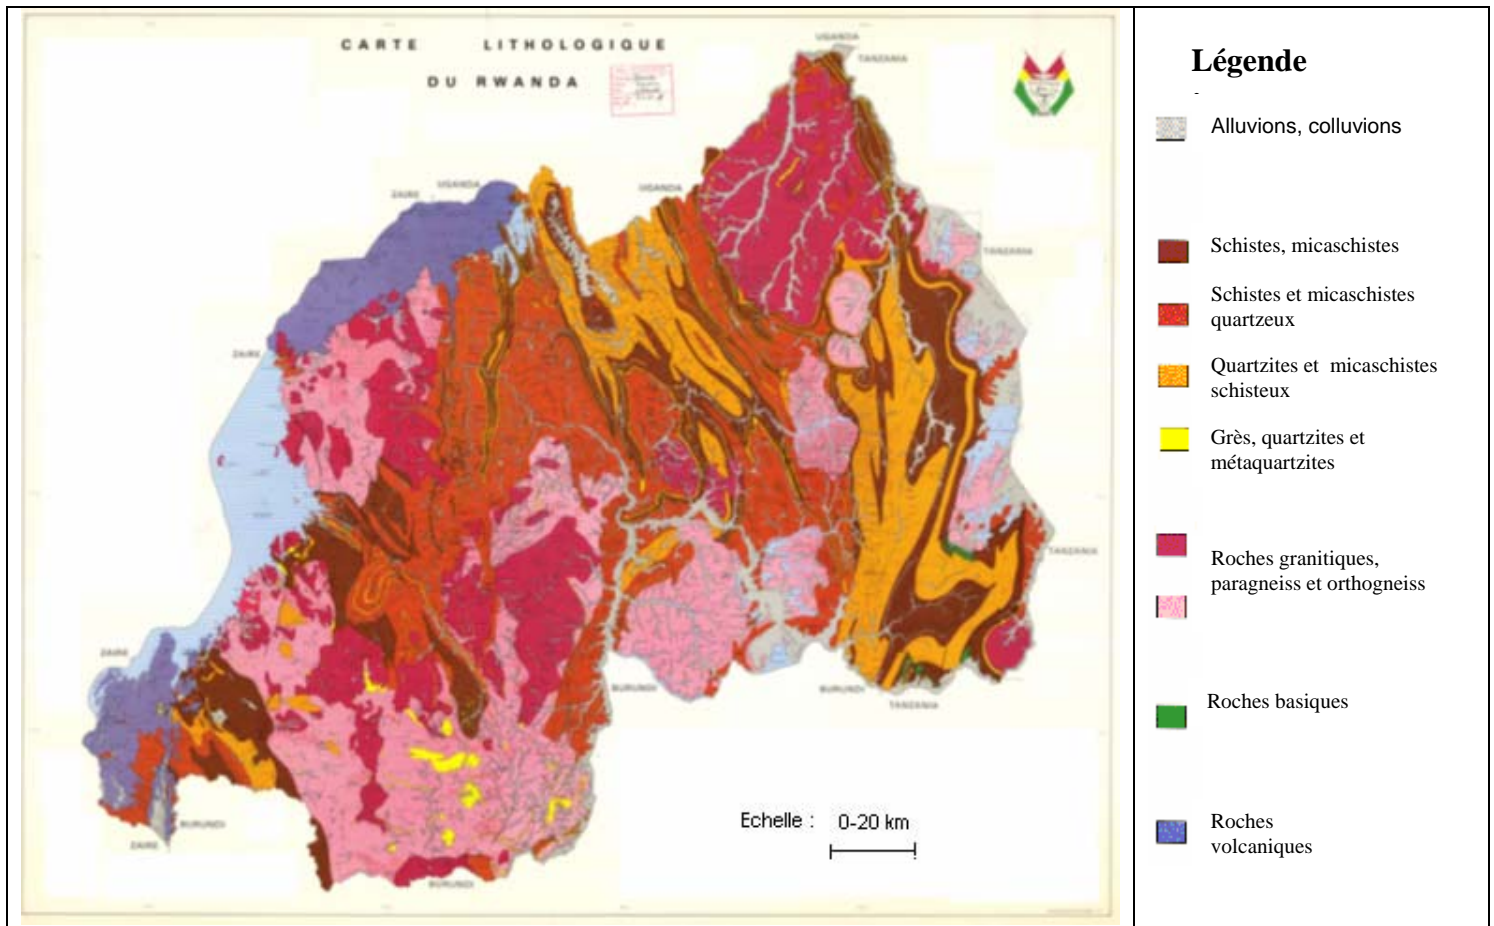 CARTE LITHOLOGIQUE
DU RWANDA
UGANDA
TANZANIA
UGANDA
ZAIRE
UGANDA
TANZANIA
ZAIRE
TANZANIA
ZAIRE
BURUNDI
BURUNDI
TANZANIA
BURUNDI
ZAIRE
BURUNDI
Echelle : 0-20 km
Légende
Alluvions, colluvions
Schistes, micaschistes
Schistes et micaschistes
quartzeux
Quartzites et micaschistes
schisteux
Grès, quartzites et
métaquartzites
Roches granitiques,
paragneiss et orthogneiss
Roches basiques
Roches
volcaniques